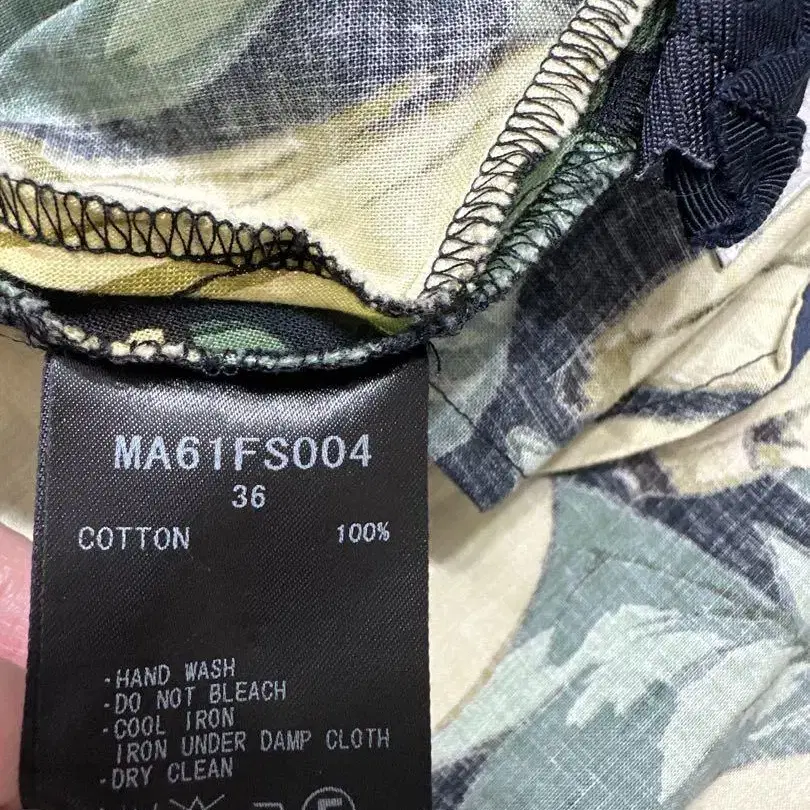 MA61FS004
36
COTTON 100%
·HAND WASH
·DO NOT BLEACH
·COOL IRON
IRON UNDER DAMP CLOTH
·DRY CLEAN